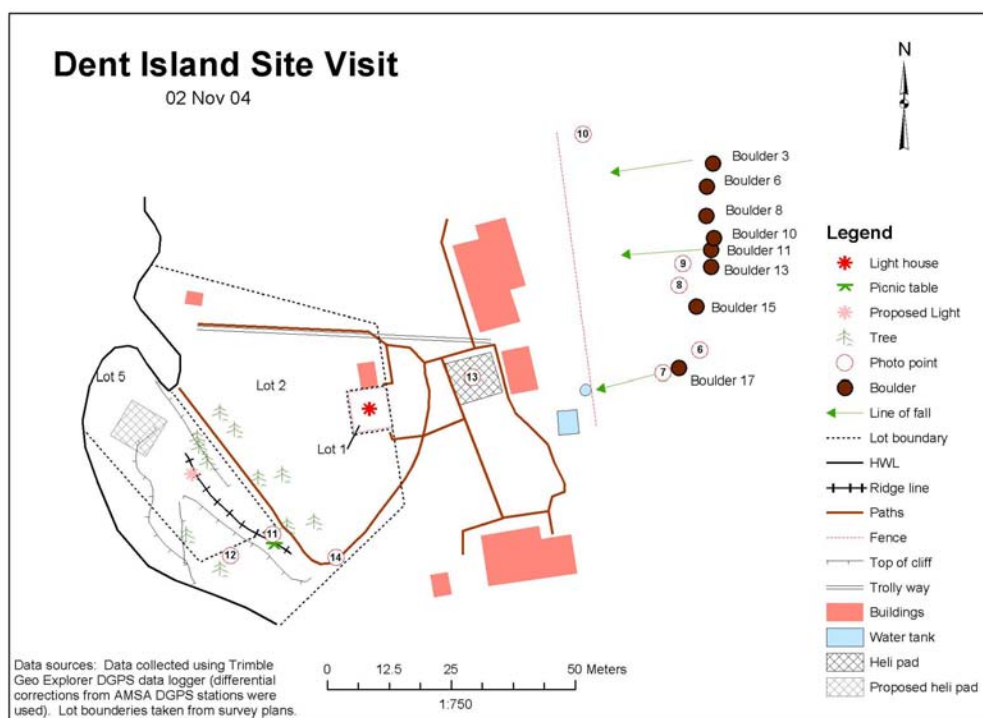 Dent Island Site Visit
02 Nov 04
N
10
Boulder 3
Boulder 6
Boulder 8
Boulder 10
Boulder 11
9
Boulder 13
8
Boulder 15
6
7
Boulder 17
13
Lot 5
Lot 2
Lot 1
11
12
14
Legend
Light house
Picnic table
Proposed Light
Tree
Photo point
Boulder
Line of fall
Lot boundary
HWL
Ridge line
Paths
Fence
Top of cliff
Trolly way
Buildings
Water tank
Heli pad
Proposed heli pad
Data sources: Data collected using Trimble
Geo Explorer DGPS data logger (differential
corrections from AMSA DGPS stations were
used). Lot bounderies taken from survey plans.
0 12.5 25 50 Meters
1:750